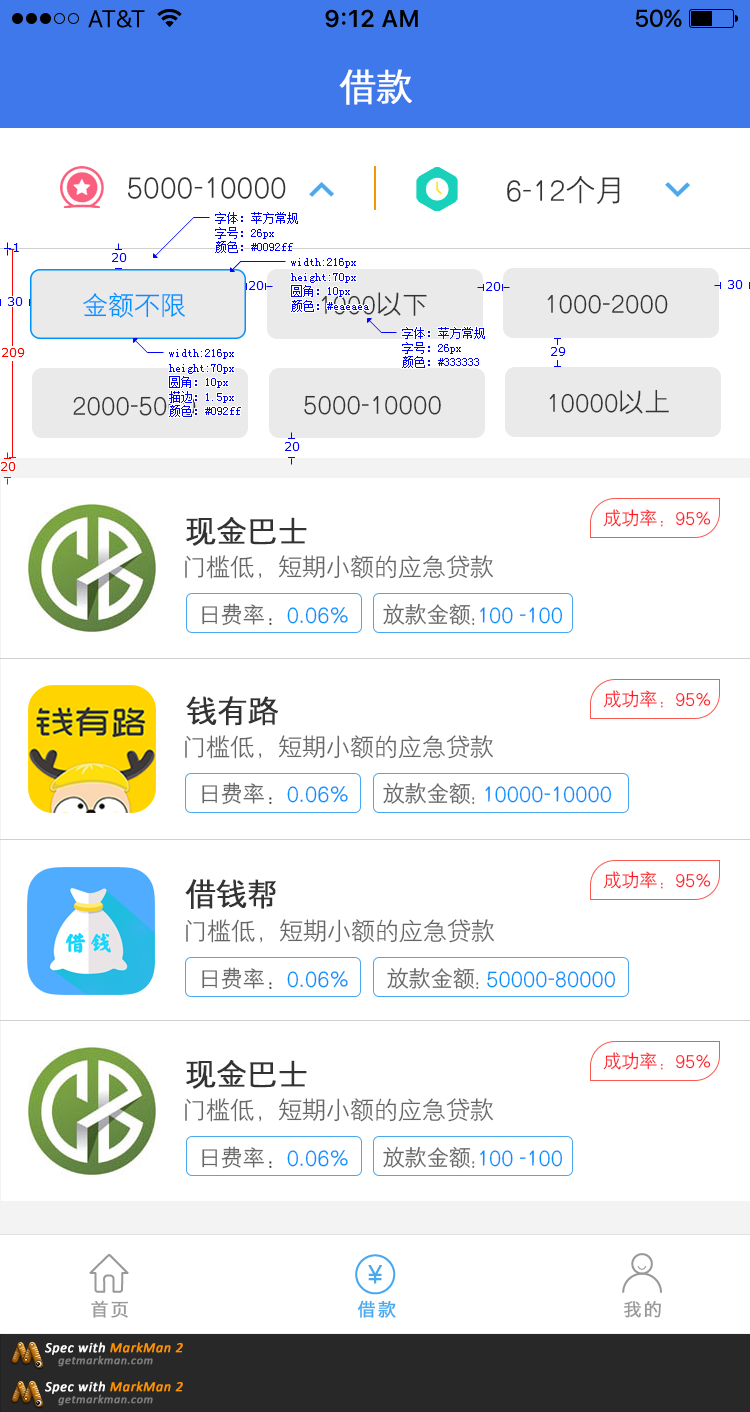 AT&T 9:12 AM 50%
借款
5000-10000 6-12个月
字体：苹方常规
字号：26px
颜色：#0092ff
1
20
width:216px
height:70px
圆角：10px
颜色：#eaeaea
30
20
20
30
金额不限 1000以下 1000-2000
字体：苹方常规
字号：26px
颜色：#333333
209
29
width:216px
height:70px
圆角：10px
描边：1.5px
颜色：#092ff
2000-50 5000-10000 10000以上
20
20
现金巴士 成功率：95%
门槛低，短期小额的应急贷款
日费率：0.06% 放款金额:100 -100
钱有路
钱有路 成功率：95%
门槛低，短期小额的应急贷款
日费率：0.06% 放款金额: 10000-10000
借钱
借钱帮 成功率：95%
门槛低，短期小额的应急贷款
日费率：0.06% 放款金额: 50000-80000
现金巴士 成功率：95%
门槛低，短期小额的应急贷款
日费率：0.06% 放款金额:100 -100
¥
首页 借款 我的
Spec with MarkMan 2
getmarkman.com
Spec with MarkMan 2
getmarkman.com